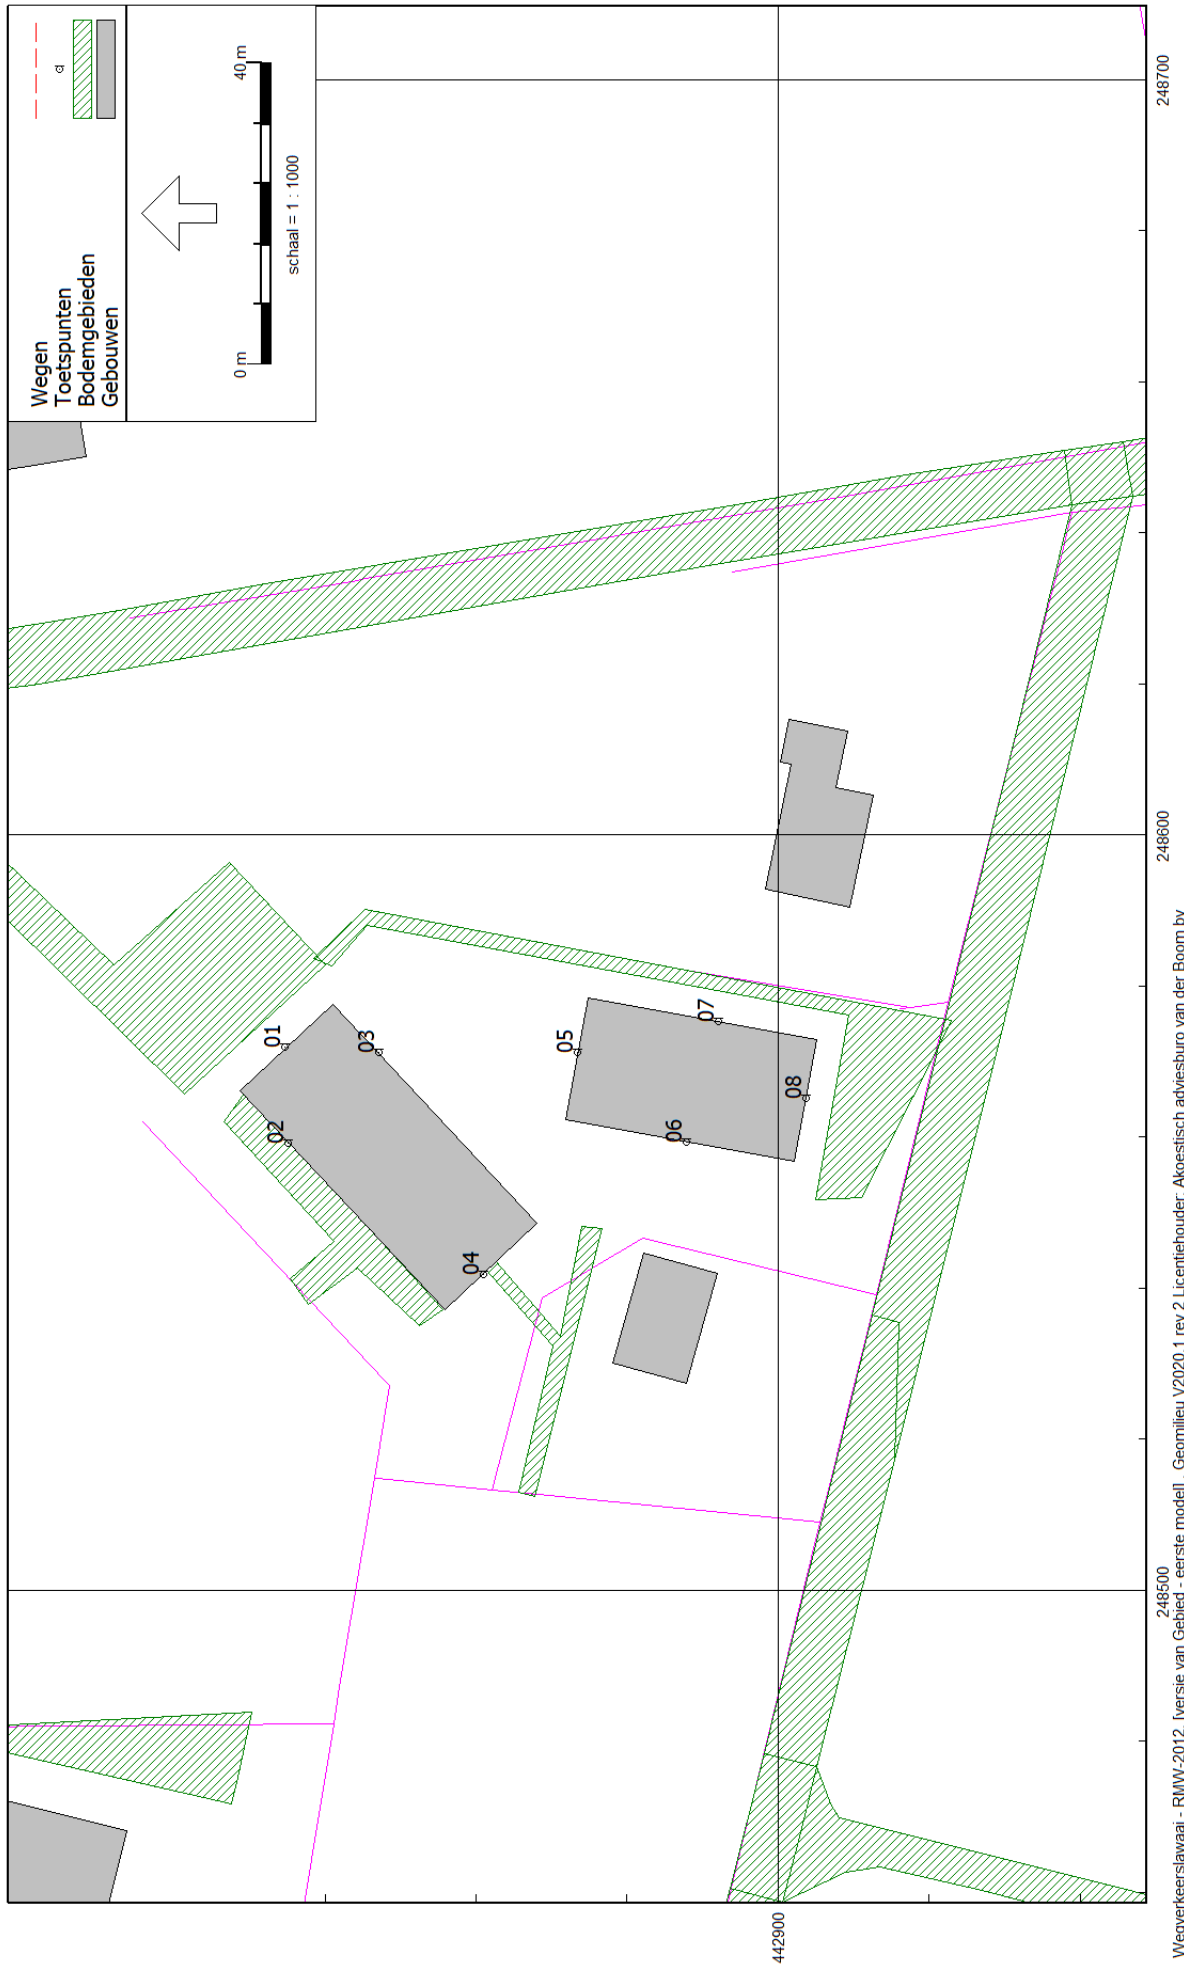 Wegen
Toetspunten
Bodemgebieden
Gebouwen
0 m
40 m
schaal = 1 : 1000
01
02
03
04
05
06
07
08
442900
248500
248600
248700
Wegverkeerslawaai - RMW-2012, [versie van Gebied - eerste model] , Geomilieu V2020.1 rev 2 Licentiehouder: Akoestisch adviesburo van der Boom bv